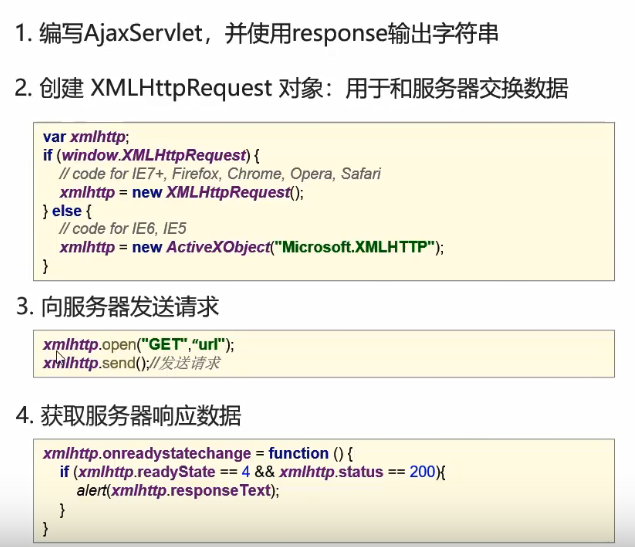 1. 编写AjaxServlet，并使用response输出字符串
2. 创建 XMLHttpRequest 对象：用于和服务器交换数据
var xmlhttp;
if (window.XMLHttpRequest) {
// code for IE7+, Firefox, Chrome, Opera, Safari
xmlhttp = new XMLHttpRequest();
} else {
// code for IE6, IE5
xmlhttp = new ActiveXObject("Microsoft.XMLHTTP");
}
3. 向服务器发送请求
xmlhttp.open("GET",“url");
xmlhttp.send();//发送请求
4. 获取服务器响应数据
xmlhttp.onreadystatechange = function () {
if (xmlhttp.readyState == 4 && xmlhttp.status == 200){
alert(xmlhttp.responseText);
}
}